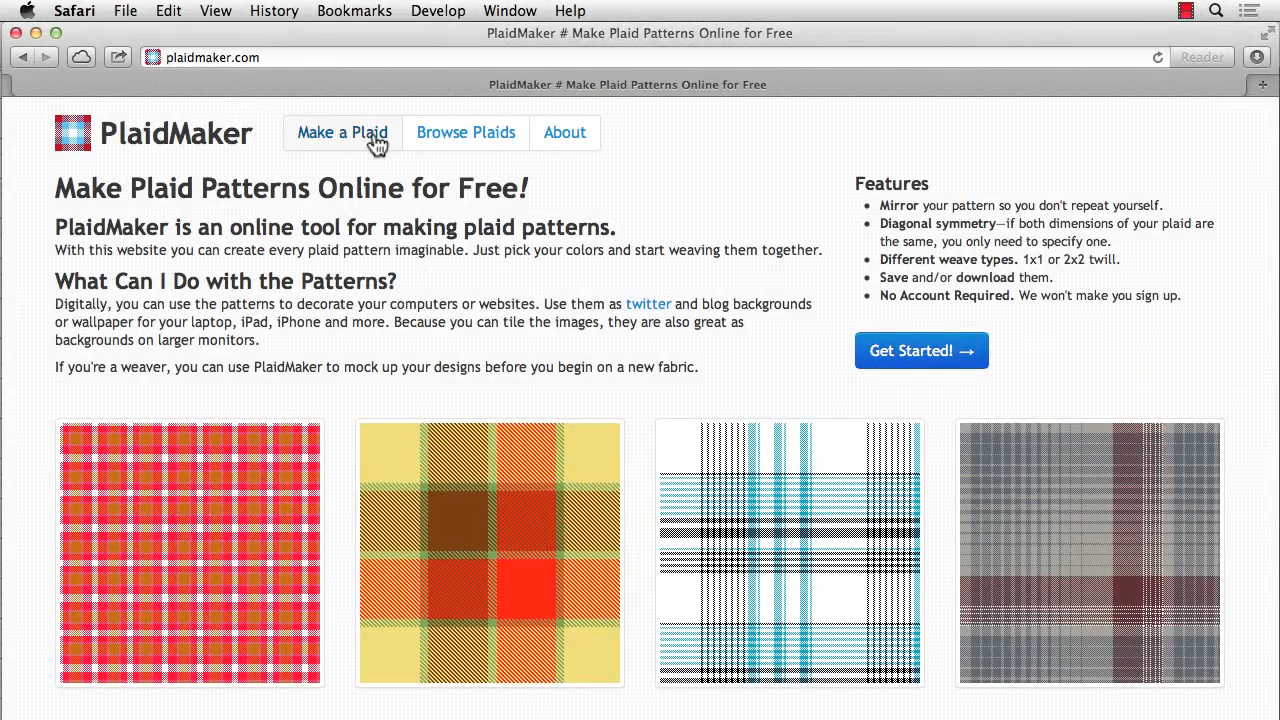 Safari File Edit View History Bookmarks Develop Window Help
PlaidMaker # Make Plaid Patterns Online for Free
plaidmaker.com
Reader
PlaidMaker # Make Plaid Patterns Online for Free
PlaidMaker
Make a Plaid Browse Plaids About
Make Plaid Patterns Online for Free!
PlaidMaker is an online tool for making plaid patterns.
With this website you can create every plaid pattern imaginable. Just pick your colors and start weaving them together.
What Can I Do with the Patterns?
Digitally, you can use the patterns to decorate your computers or websites. Use them as twitter and blog backgrounds
or wallpaper for your laptop, iPad, iPhone and more. Because you can tile the images, they are also great as
backgrounds on larger monitors.
If you're a weaver, you can use PlaidMaker to mock up your designs before you begin on a new fabric.
Features
Mirror your pattern so you don't repeat yourself.
Diagonal symmetry—if both dimensions of your plaid are
the same, you only need to specify one.
Different weave types. 1x1 or 2x2 twill.
Save and/or download them.
No Account Required. We won't make you sign up.
Get Started! →